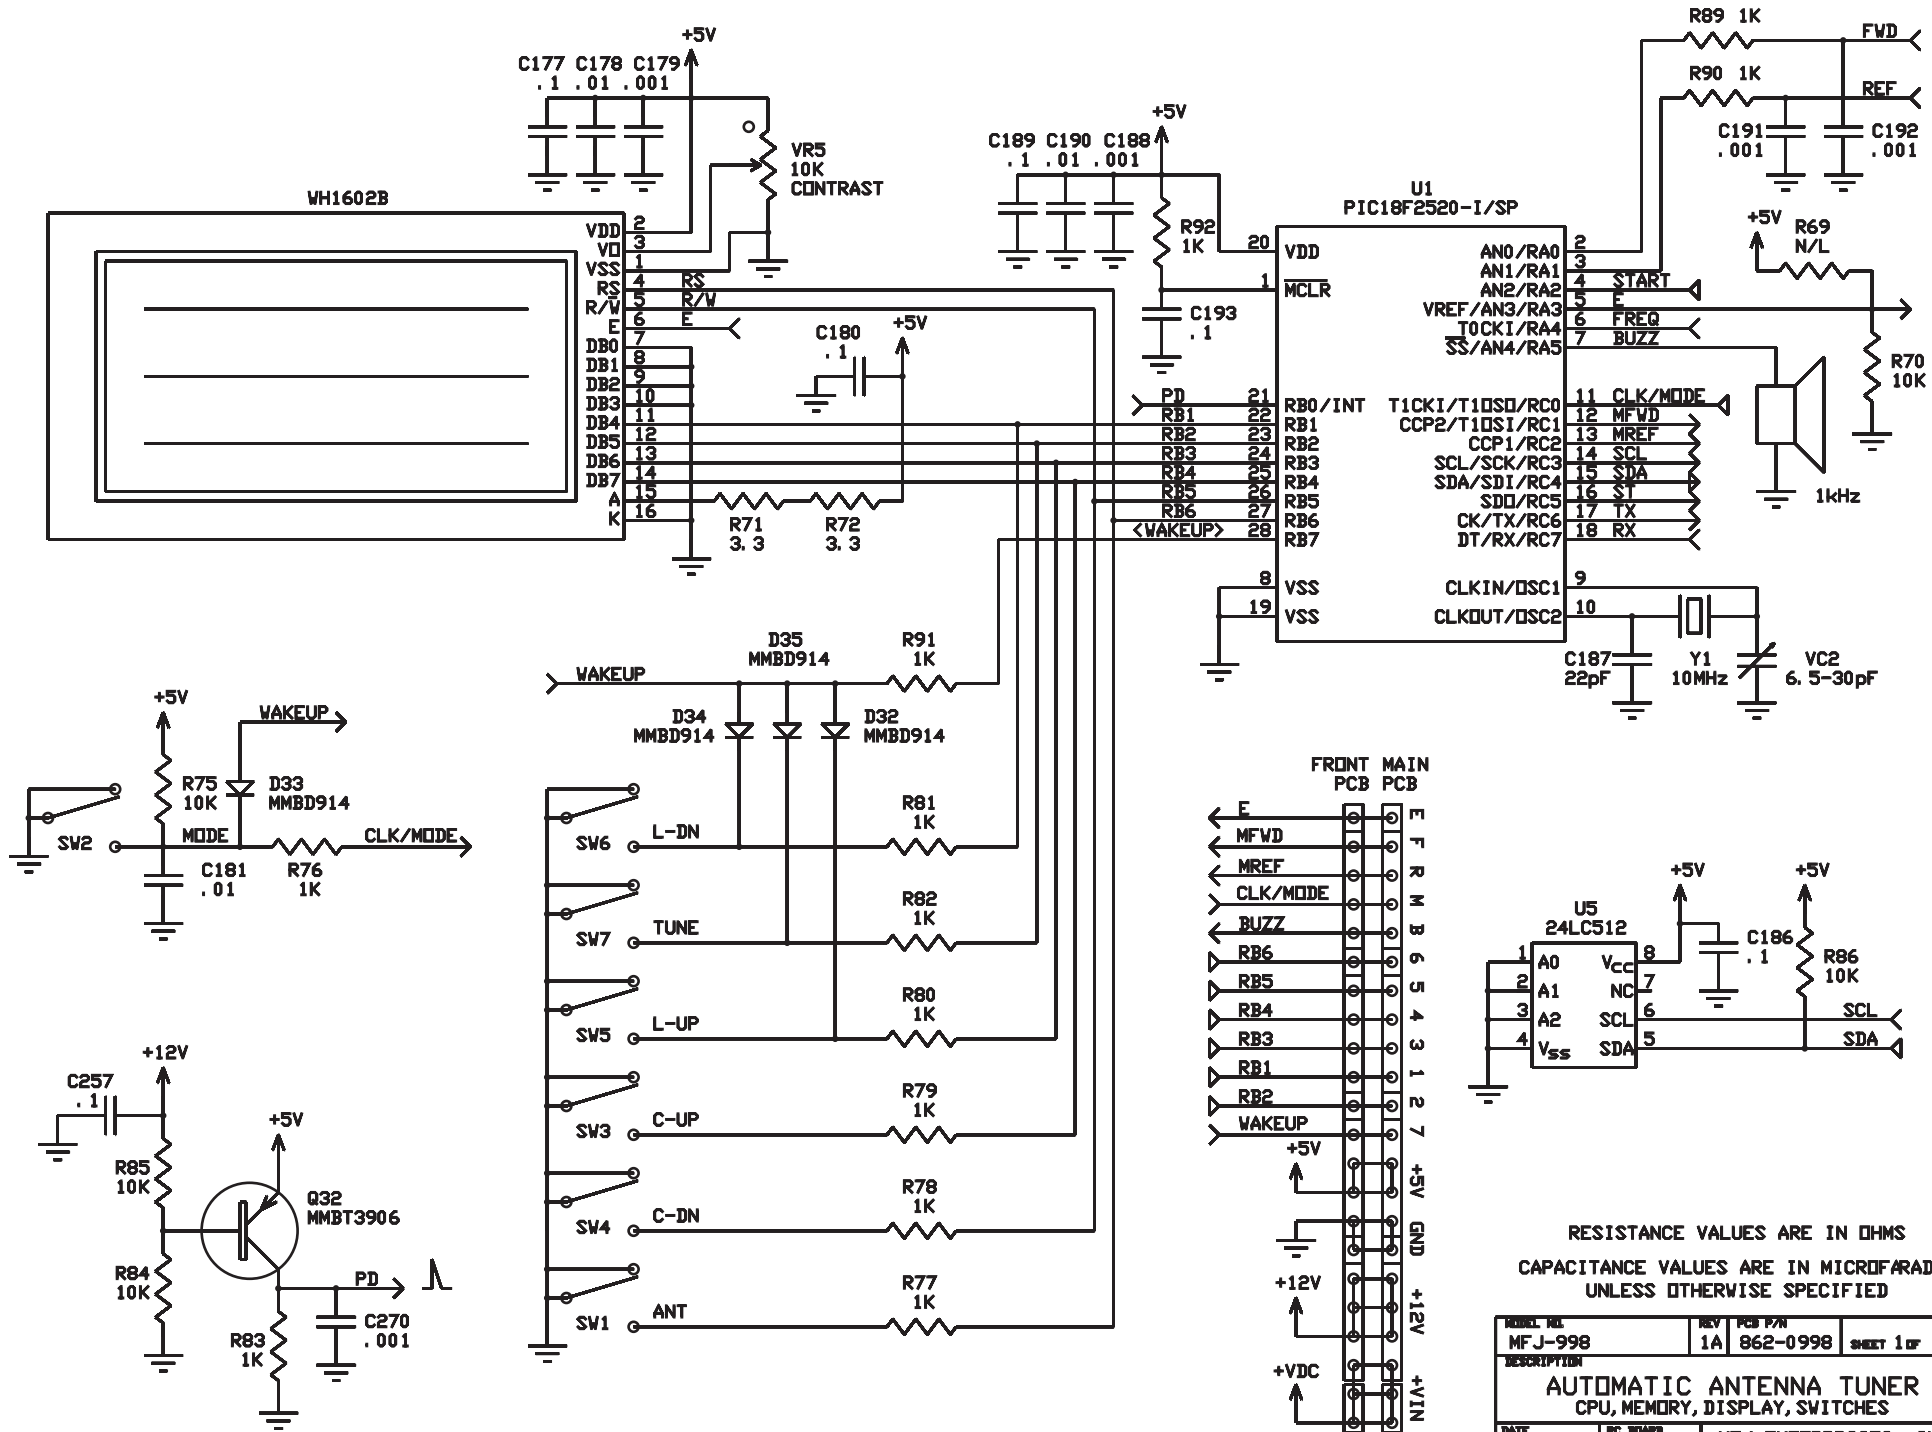 R89 1K
FWD
R90 1K
REF
C191
.001
C192
.001
+5V
C177 C178 C179
.1 .01 .001
VR5
10K
CONTRAST
WH1602B
VDD 2
VO 3
VSS 1
RS 4 RS
R/W 5 R/W
E 6 E
DB0 7
DB1 8
DB2 9
DB3 10
DB4 11
DB5 12
DB6 13
DB7 14
A 15
K 16
C180
.1
+5V
R71
3.3
R72
3.3
+5V
C189 C190 C188
.1 .01 .001
R92
1K
C193
.1
U1
PIC18F2520-I/SP
20 VDD
1 MCLR
PD 21 RB0/INT
RB1 22 RB1
RB2 23 RB2
RB3 24 RB3
RB4 25 RB4
RB5 26 RB5
RB6 27 RB6
<WAKEUP> 28 RB7
8 VSS
19 VSS
AN0/RA0 2
AN1/RA1 3
AN2/RA2 4 START
VREF/AN3/RA3 5 E
T0CKI/RA4 6 FREQ
SS/AN4/RA5 7 BUZZ
T1CKI/T1OSO/RC0 11 CLK/MODE
CCP2/T1OSI/RC1 12 MFWD
CCP1/RC2 13 MREF
SCL/SCK/RC3 14 SCL
SDA/SDI/RC4 15 SDA
SDO/RC5 16 ST
CK/TX/RC6 17 TX
DT/RX/RC7 18 RX
CLKIN/OSC1 9
CLKOUT/OSC2 10
+5V
R69
N/L
R70
10K
1kHz
C187
22pF
Y1
10MHz
VC2
6.5-30pF
WAKEUP
D35
MMBD914
R91
1K
D34
MMBD914
D32
MMBD914
+5V
WAKEUP
R75
10K
D33
MMBD914
SW2
MODE
CLK/MODE
C181
.01
R76
1K
SW6
L-DN
R81
1K
SW7
TUNE
R82
1K
SW5
L-UP
R80
1K
SW3
C-UP
R79
1K
SW4
C-DN
R78
1K
SW1
ANT
R77
1K
+12V
C257
.1
R85
10K
+5V
Q32
MMBT3906
R84
10K
PD
R83
1K
C270
.001
FRONT MAIN
PCB PCB
E E
MFWD F
MREF R
CLK/MODE M
BUZZ B
RB6 6
RB5 5
RB4 4
RB3 3
RB1 1
RB2 2
WAKEUP 7
+5V +5V
GND
+12V +12V
+VDC +VIN
U5
24LC512
1 A0
2 A1
3 A2
4 Vss
VCC 8
NC 7
SCL 6
SDA 5
+5V
C186
.1
+5V
R86
10K
SCL
SDA
RESISTANCE VALUES ARE IN OHMS
CAPACITANCE VALUES ARE IN MICROFARAD
UNLESS OTHERWISE SPECIFIED
MODEL NO. REV PCB P/N
MFJ-998 1A 862-0998 SHEET 1 OF
DESCRIPTION
AUTOMATIC ANTENNA TUNER
CPU, MEMORY, DISPLAY, SWITCHES